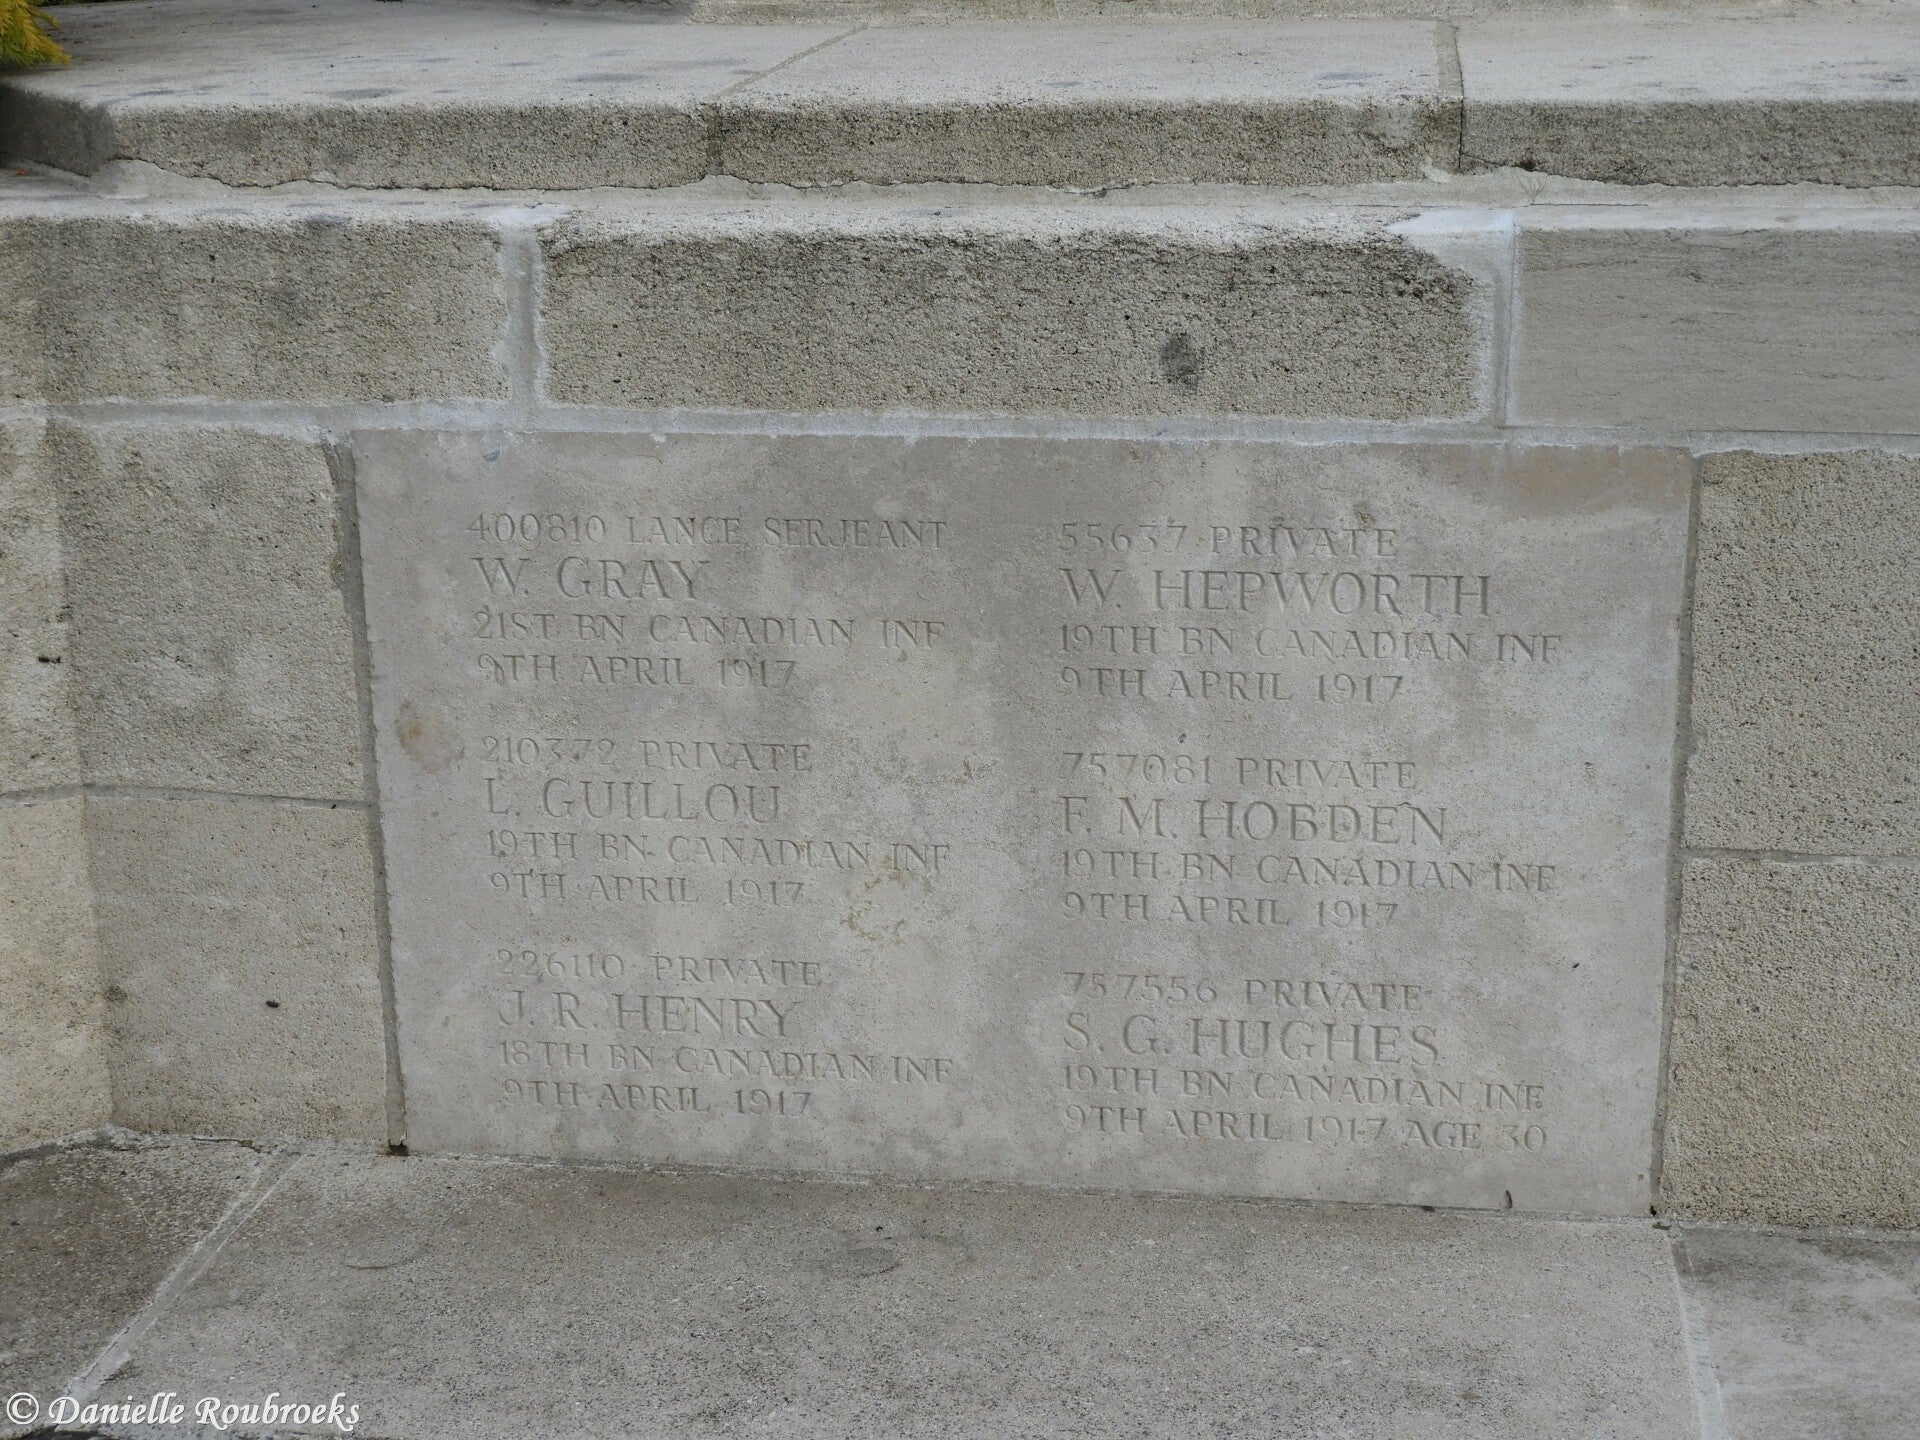 400810 LANCE SERJEANT
W. GRAY
21ST BN CANADIAN INF
9TH APRIL 1917
210372 PRIVATE
L. GUILLOU
19TH BN CANADIAN INF
9TH APRIL 1917
226110 PRIVATE
J. R. HENRY
18TH BN CANADIAN INF
9TH APRIL 1917
55637 PRIVATE
W. HEPWORTH
19TH BN CANADIAN INF
9TH APRIL 1917
757081 PRIVATE
F. M. HOBDEN
19TH BN CANADIAN INF
9TH APRIL 1917
757556 PRIVATE
S. G. HUGHES
19TH BN CANADIAN INF
9TH APRIL 1917 AGE 30
© Danielle Roubroeks